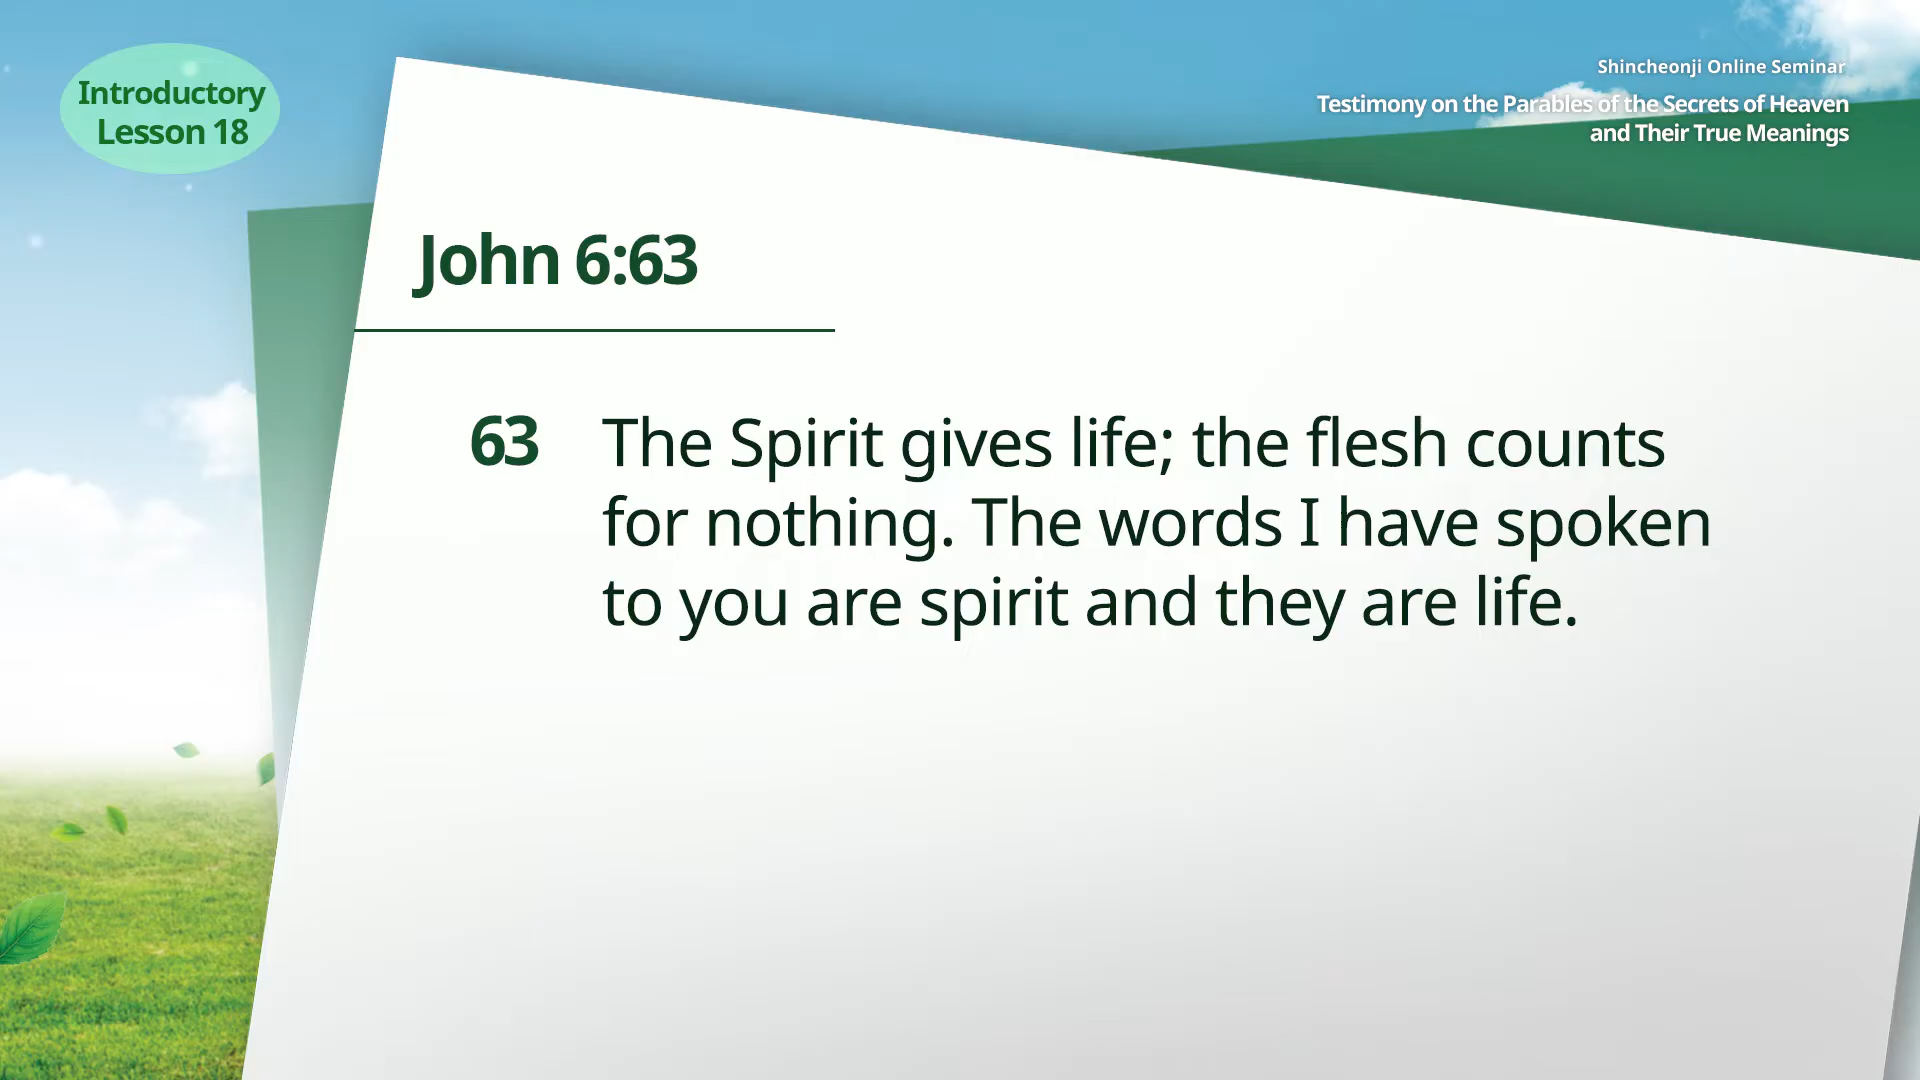 Introductory
Lesson 18
Shincheonji Online Seminar
Testimony on the Parables of the Secrets of Heaven
and Their True Meanings
John 6:63
63 The Spirit gives life; the flesh counts
for nothing. The words I have spoken
to you are spirit and they are life.